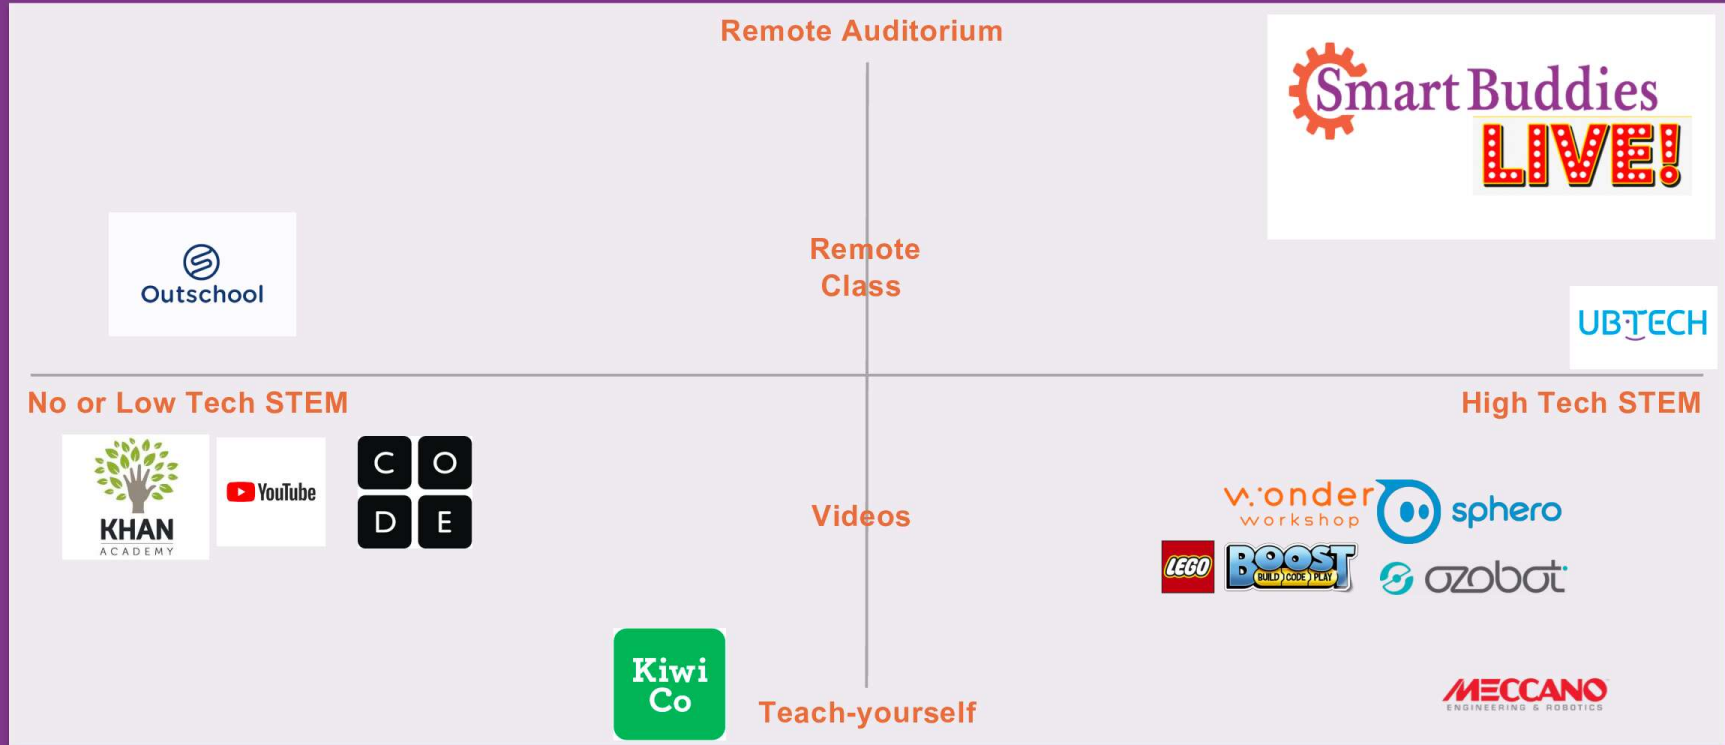 Remote Auditorium
Smart Buddies
LIVE!
Outschool
Remote
Class
UBTECH
No or Low Tech STEM
High Tech STEM
KHAN
ACADEMY
YouTube
C O
D E
Videos
wonder
workshop
sphero
LEGO
BOOST
BUILD CODE PLAY
ozobot
Kiwi
Co
Teach-yourself
MECCANO
ENGINEERING & ROBOTICS